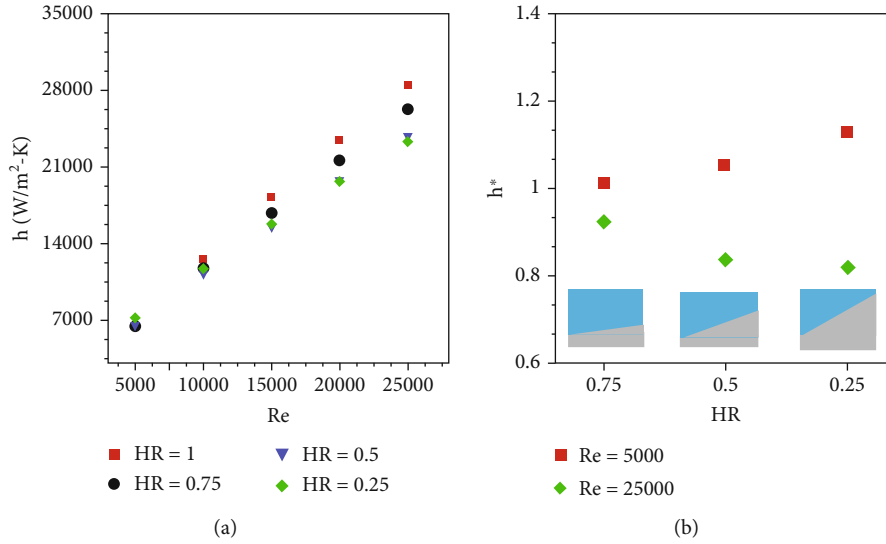 35000
28000
21000
14000
7000
h (W/m²-K)
5000 10000 15000 20000 25000
Re
HR = 1
HR = 0.75
HR = 0.5
HR = 0.25
(a)
1.4
1.2
1
0.8
0.6
h*
0.75 0.5 0.25
HR
Re = 5000
Re = 25000
(b)